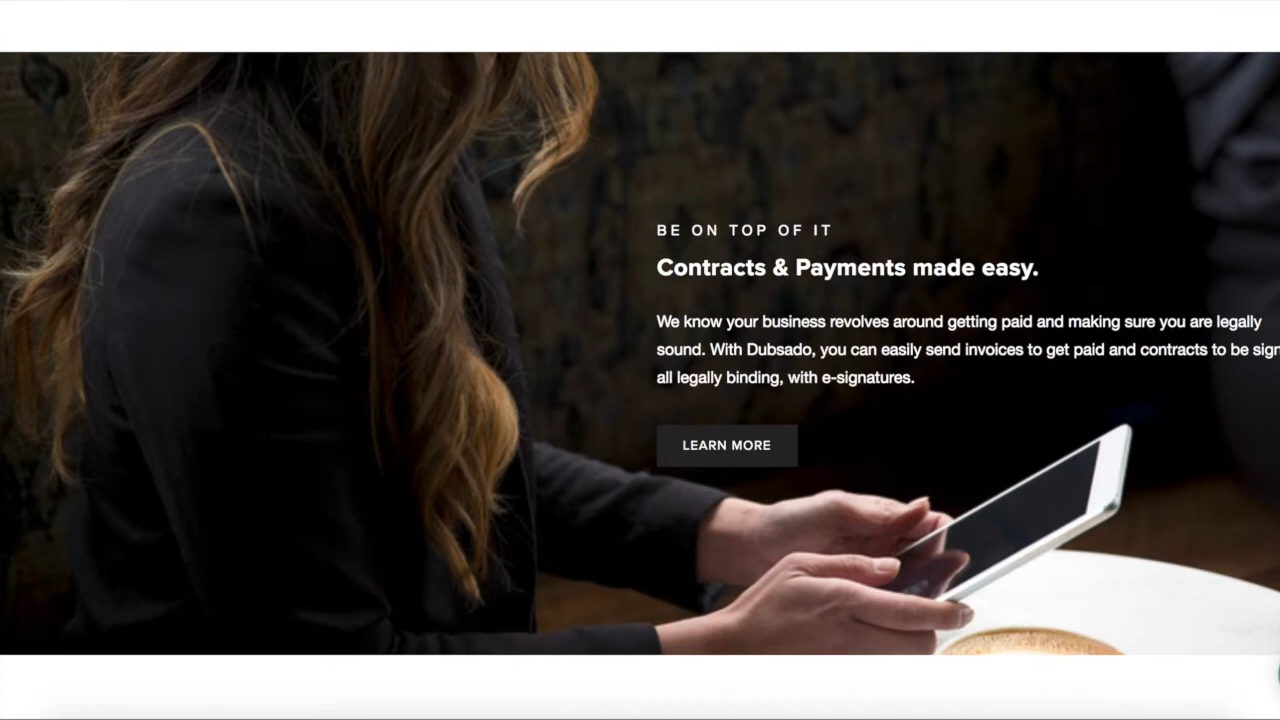 BE ON TOP OF IT
Contracts & Payments made easy.
We know your business revolves around getting paid and making sure you are legally
sound. With Dubsado, you can easily send invoices to get paid and contracts to be sign
all legally binding, with e-signatures.
LEARN MORE